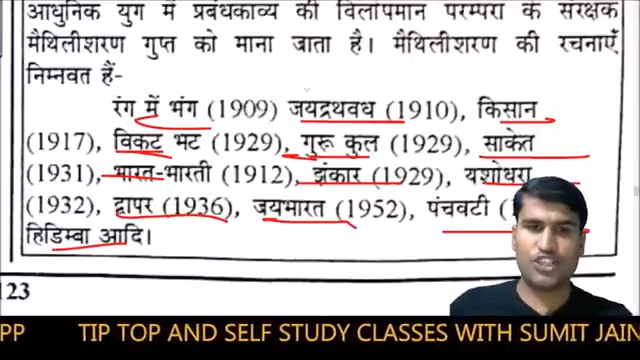 आधुनिक युग में प्रबंधकाव्य की विलोपमान परम्परा के संरक्षक
मैथिलीशरण गुप्त को माना जाता है। मैथिलीशरण की रचनाएँ
निम्नवत हैं-
रंग में भंग (1909) जयद्रथवध (1910), किसान
(1917), विकट भट (1929), गुरू कुल (1929), साकेत
(1931), भारत-भारती (1912), झंकार (1929), यशोधरा
(1932), द्वापर (1936), जयभारत (1952), पंचवटी (
हिडिम्वा आदि।
123
PP TIP TOP AND SELF STUDY CLASSES WITH SUMIT JAIN